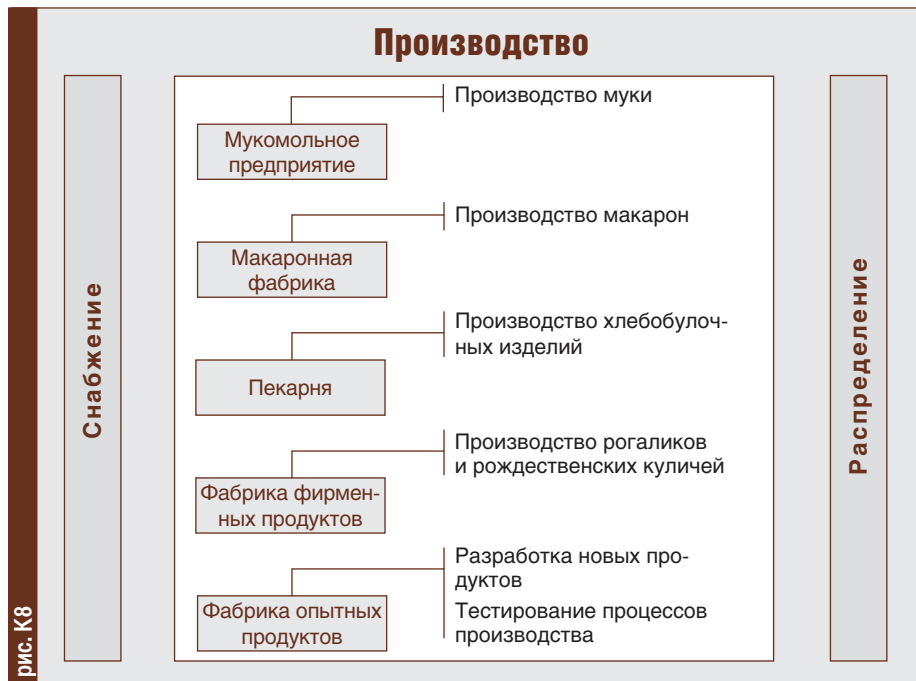 Производство
Снабжение
Производство муки
Мукомольное
предприятие
Производство макарон
Макаронная
фабрика
Производство хлебобулоч-
ных изделий
Пекарня
Производство рогаликов
и рождественских куличей
Фабрика фирмен-
ных продуктов
Разработка новых про-
дуктов
Тестирование процессов
производства
Фабрика опытных
продуктов
Распределение
рис. К8